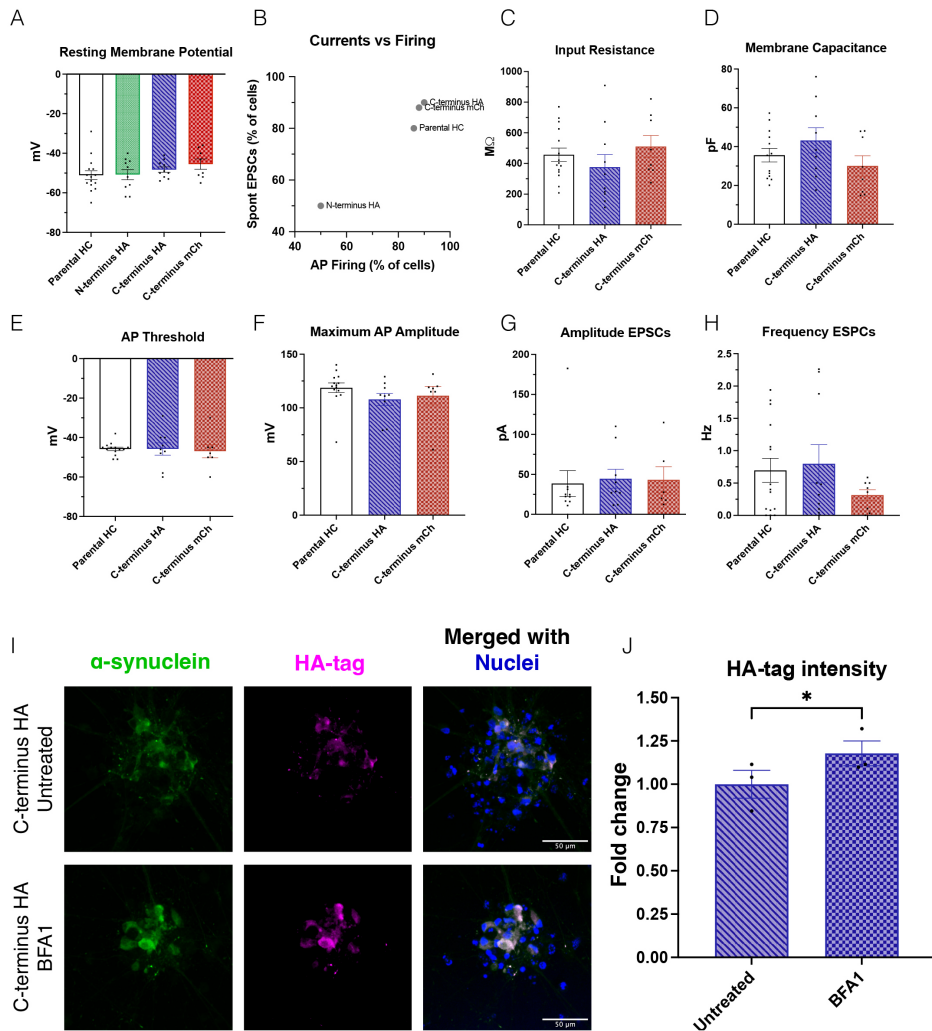 A
Resting Membrane Potential
0
-20
-40
-60
-80
mV
Parental HC
N-terminus HA
C-terminus HA
C-terminus mCh
B
Currents vs Firing
100
80
60
40
20
Spont EPSCs (% of cells)
C-terminus HA
C-terminus mCh
Parental HC
N-terminus HA
40
60
80
100
AP Firing (% of cells)
C
Input Resistance
1000
900
800
700
600
500
400
300
200
100
0
MΩ
Parental HC
C-terminus HA
C-terminus mCh
D
Membrane Capacitance
80
60
40
20
0
pF
Parental HC
C-terminus HA
C-terminus mCh
E
AP Threshold
0
-20
-40
-60
-80
mV
Parental HC
C-terminus HA
C-terminus mCh
F
Maximum AP Amplitude
150
100
50
0
mV
Parental HC
C-terminus HA
C-terminus mCh
G
Amplitude EPSCs
200
150
100
50
0
pA
Parental HC
C-terminus HA
C-terminus mCh
H
Frequency ESPCs
2.5
2.0
1.5
1.0
0.5
0.0
Hz
Parental HC
C-terminus HA
C-terminus mCh
I
α-synuclein
HA-tag
Merged with
Nuclei
C-terminus HA
Untreated
50 µm
C-terminus HA
BFA1
50 µm
J
HA-tag intensity
1.50
1.25
1.00
0.75
0.50
0.25
0.00
Fold change
*
Untreated
BFA1